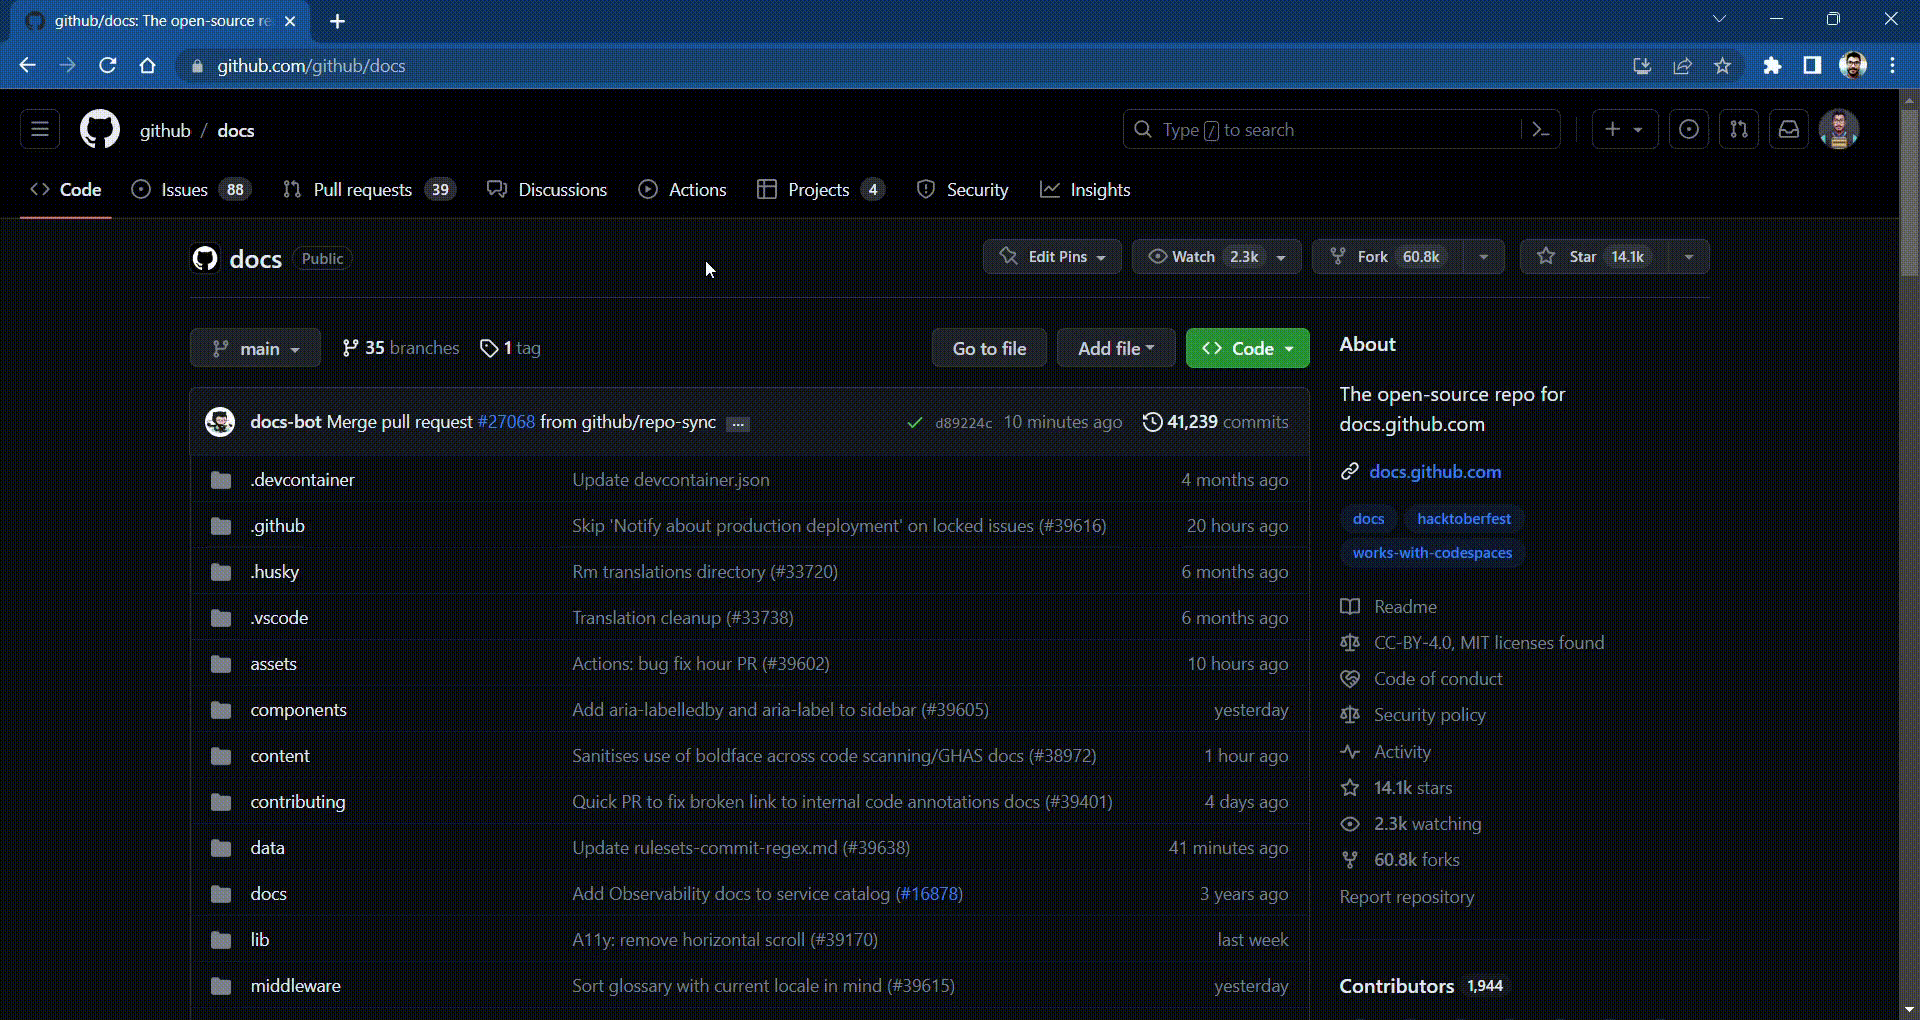 github/docs: The open-source re
github.com/github/docs
github / docs
Type / to search
Code
Issues 88
Pull requests 39
Discussions
Actions
Projects 4
Security
Insights
docs Public
Edit Pins
Watch 2.3k
Fork 60.8k
Star 14.1k
main
35 branches
1 tag
Go to file
Add file
Code
docs-bot Merge pull request #27068 from github/repo-sync ...
d89224c 10 minutes ago
41,239 commits
.devcontainer Update devcontainer.json 4 months ago
.github Skip 'Notify about production deployment' on locked issues (#39616) 20 hours ago
.husky Rm translations directory (#33720) 6 months ago
.vscode Translation cleanup (#33738) 6 months ago
assets Actions: bug fix hour PR (#39602) 10 hours ago
components Add aria-labelledby and aria-label to sidebar (#39605) yesterday
content Sanitises use of boldface across code scanning/GHAS docs (#38972) 1 hour ago
contributing Quick PR to fix broken link to internal code annotations docs (#39401) 4 days ago
data Update rulesets-commit-regex.md (#39638) 41 minutes ago
docs Add Observability docs to service catalog (#16878) 3 years ago
lib A11y: remove horizontal scroll (#39170) last week
middleware Sort glossary with current locale in mind (#39615) yesterday
About
The open-source repo for
docs.github.com
docs.github.com
docs hacktoberfest
works-with-codespaces
Readme
CC-BY-4.0, MIT licenses found
Code of conduct
Security policy
Activity
14.1k stars
2.3k watching
60.8k forks
Report repository
Contributors 1,944